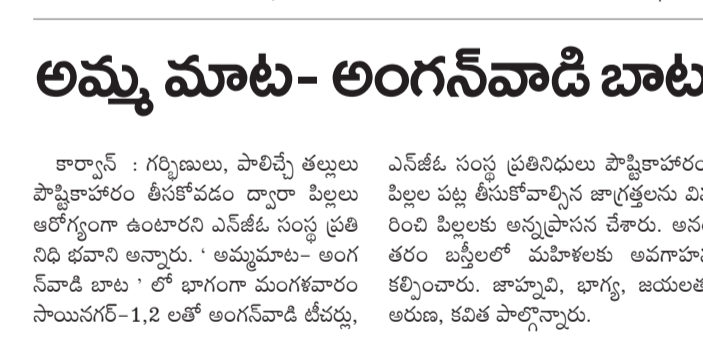 అమ్మ మాట- అంగన్‌వాడి బాట
కార్వాన్ : గర్భిణులు, పాలిచ్చే తల్లులు
పౌష్టికాహారం తీసకోవడం ద్వారా పిల్లలు
ఆరోగ్యంగా ఉంటారని ఎన్‌జీఓ సంస్థ ప్రతి
నిధి భవాని అన్నారు. ‘ అమ్మమాట- అంగ
న్‌వాడి బాట ’ లో భాగంగా మంగళవారం
సాయినగర్-1,2 లతో అంగన్‌వాడి టీచర్లు,
ఎన్‌జీఓ సంస్థ ప్రతినిధులు పౌష్టికాహారం
పిల్లల పట్ల తీసుకోవాల్సిన జాగ్రత్తలను వి
రించి పిల్లలకు అన్నప్రాసన చేశారు. అనం
తరం బస్తీలలో మహిళలకు అవగాహన
కల్పించారు. జాహ్నవి, భాగ్య, జయలత
అరుణ, కవిత పాల్గొన్నారు.